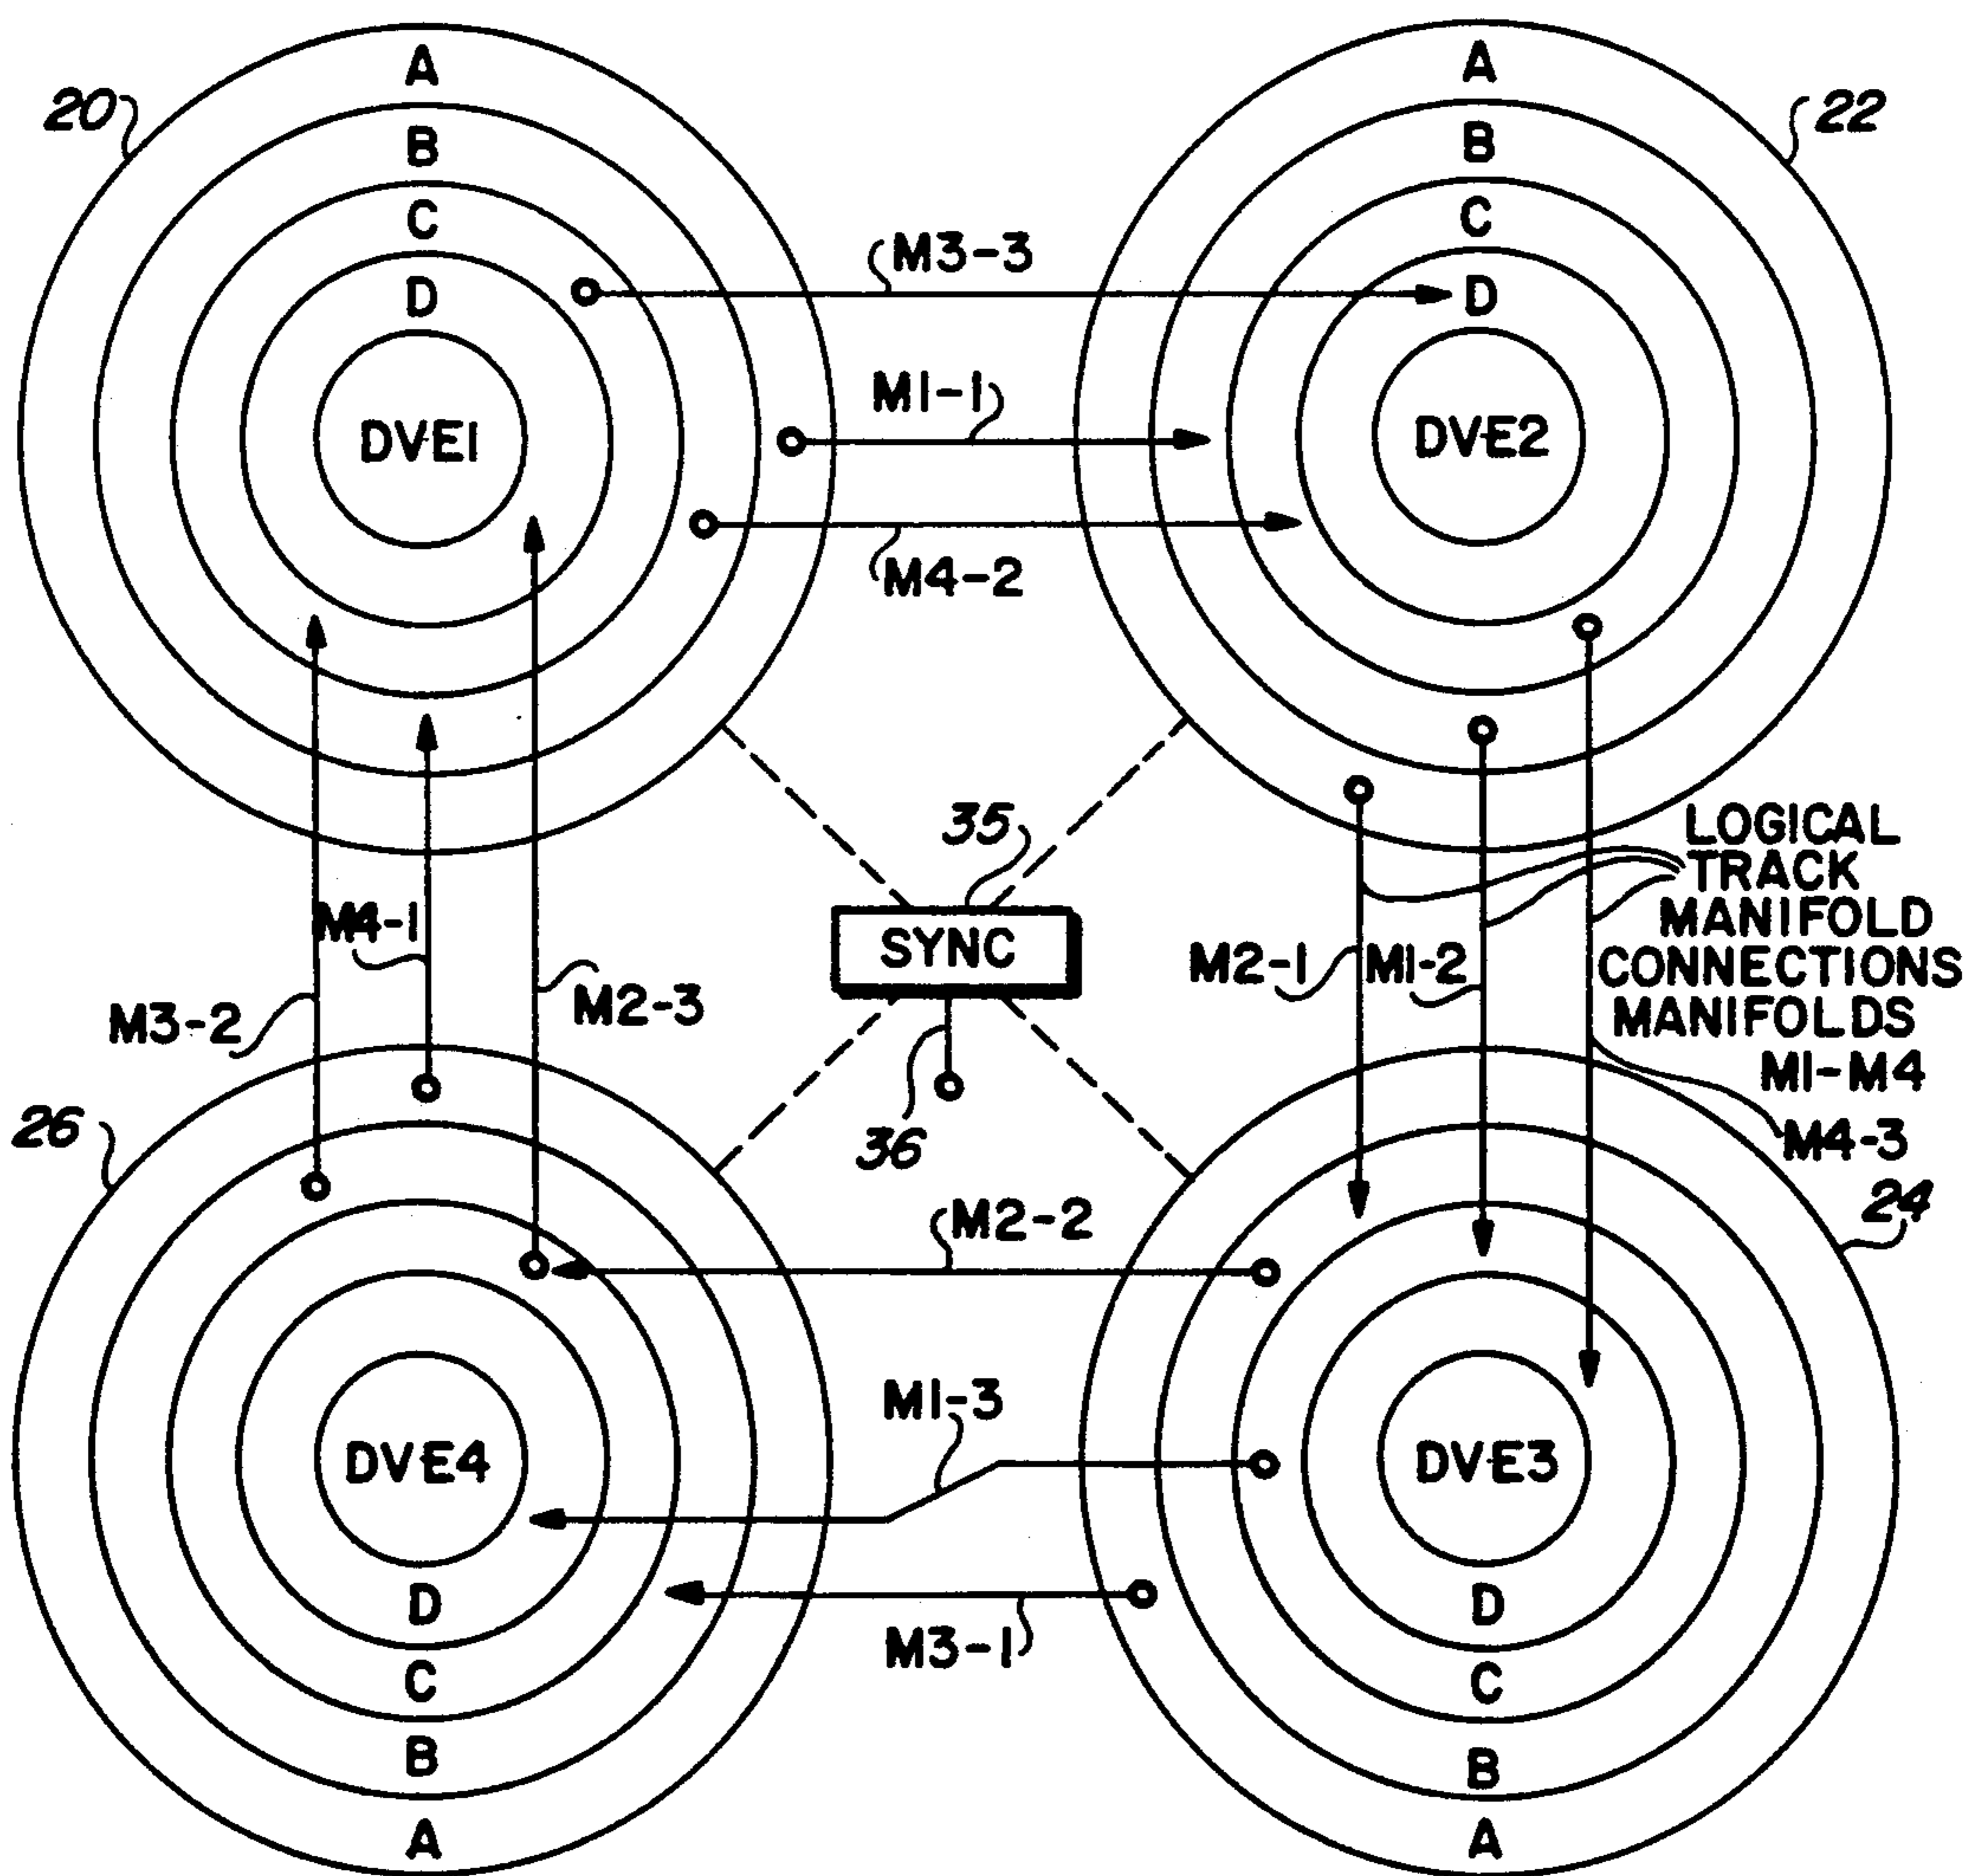 A
A
20
22
B
B
C
C
M3-3
D
D
M1-1
DVE1
DVE2
M4-2
35
LOGICAL
TRACK
MANIFOLD
CONNECTIONS
MANIFOLDS
M1-M4
M4-1
SYNC
M2-1
M1-2
M3-2
M2-3
26
36
M4-3
24
M2-2
M1-3
DVE4
DVE3
D
D
M3-1
C
C
B
B
A
A